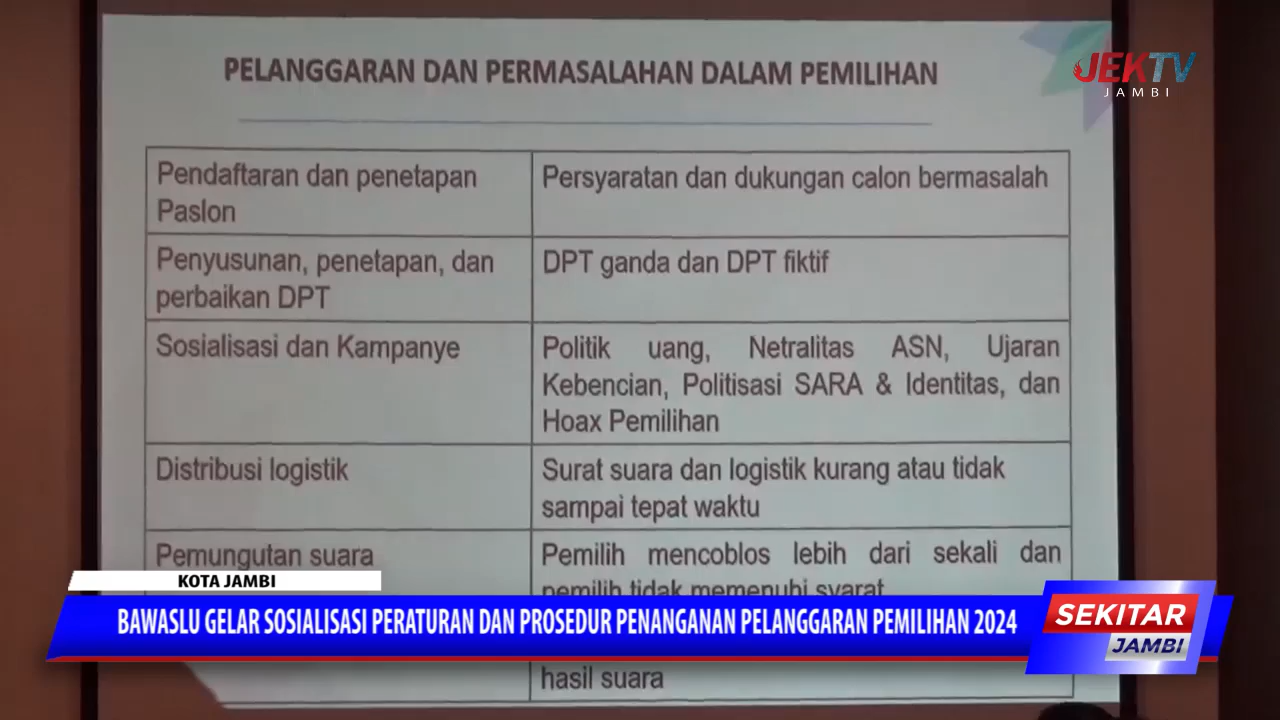 PELANGGARAN DAN PERMASALAHAN DALAM PEMILIHAN
JEKTV
JAMBI
Pendaftaran dan penetapan
Paslon
Persyaratan dan dukungan calon bermasalah
Penyusunan, penetapan, dan
perbaikan DPT
DPT ganda dan DPT fiktif
Sosialisasi dan Kampanye
Politik uang, Netralitas ASN, Ujaran
Kebencian, Politisasi SARA & Identitas, dan
Hoax Pemilihan
Distribusi logistik
Surat suara dan logistik kurang atau tidak
sampai tepat waktu
Pemungutan suara
Pemilih mencoblos lebih dari sekali dan
pemilih tidak memenuhi syarat
hasil suara
KOTA JAMBI
BAWASLU GELAR SOSIALISASI PERATURAN DAN PROSEDUR PENANGANAN PELANGGARAN PEMILIHAN 2024
SEKITAR
JAMBI